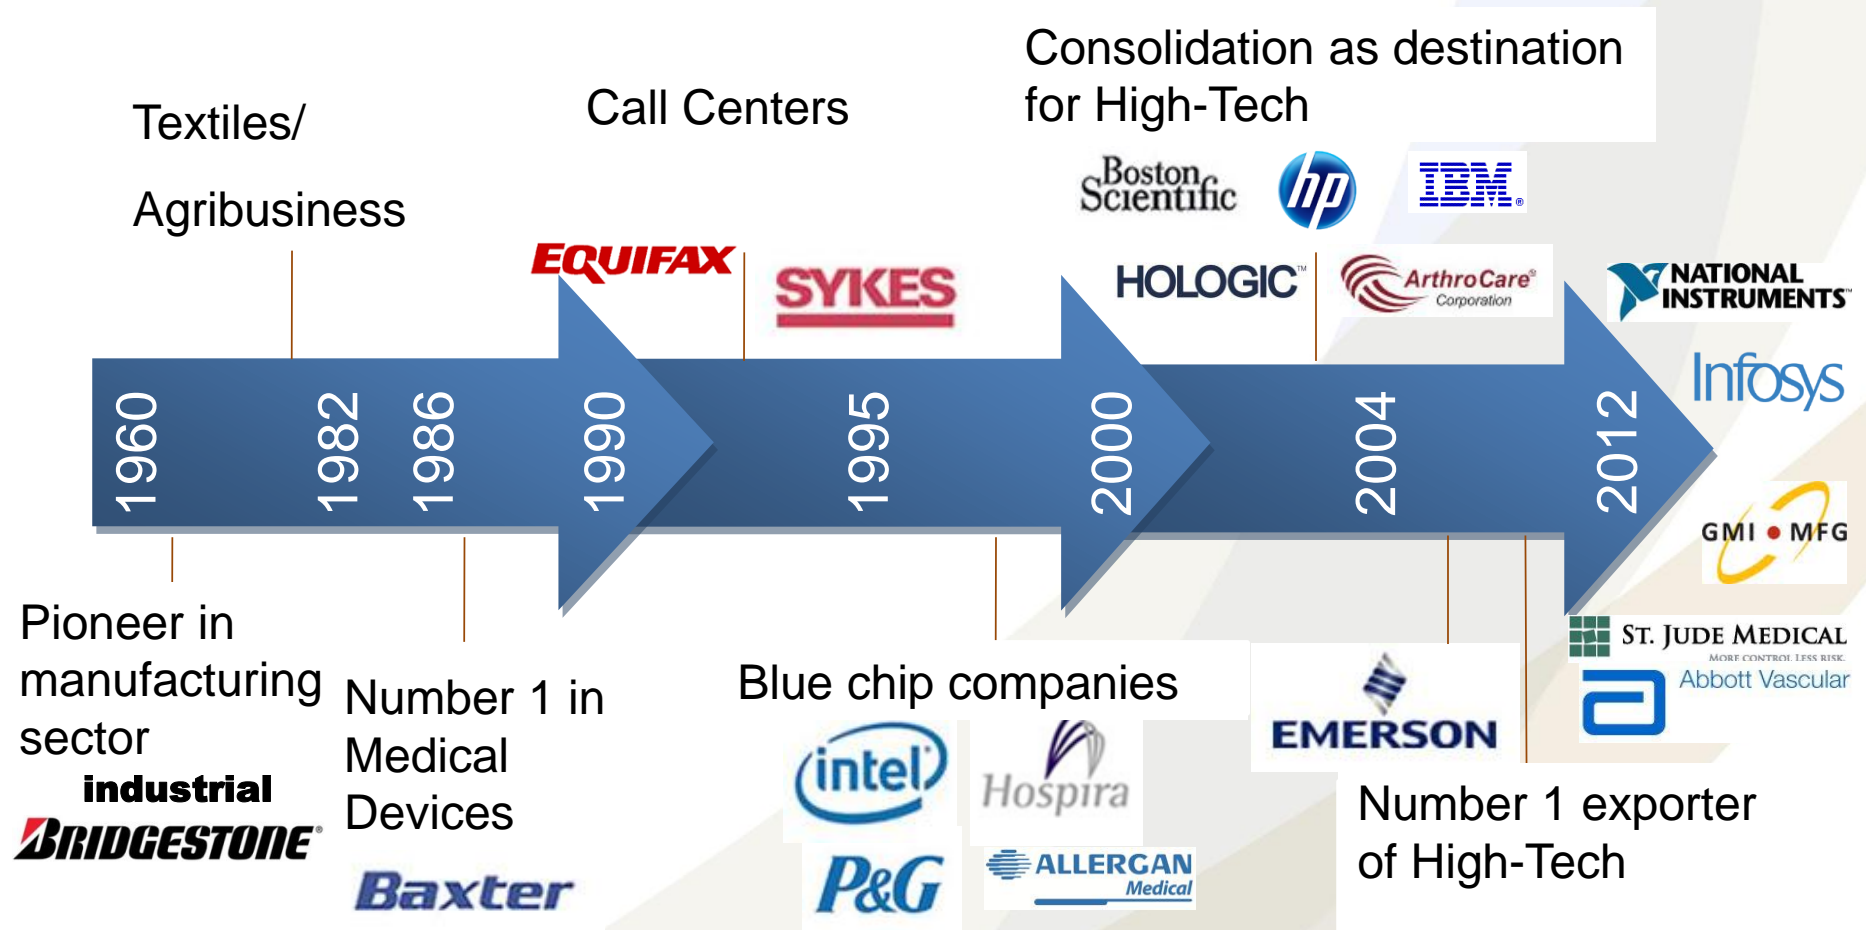 Consolidation as destination
for High-Tech
Textiles/
Agribusiness
Call Centers
Boston
Scientific
hp
IBM®
EQUIFAX
SYKES
HOLOGIC™
ArthroCare®
Corporation
NATIONAL
INSTRUMENTS™
Infosys
1960
1982
1986
1990
1995
2000
2004
2012
GMI • MFG
Pioneer in
manufacturing
sector
industrial
BRIDGESTONE®
Number 1 in
Medical
Devices
Baxter
Blue chip companies
intel
Hospira
P&G
ALLERGAN
Medical
EMERSON
ST. JUDE MEDICAL
MORE CONTROL. LESS RISK.
Abbott Vascular
Number 1 exporter
of High-Tech